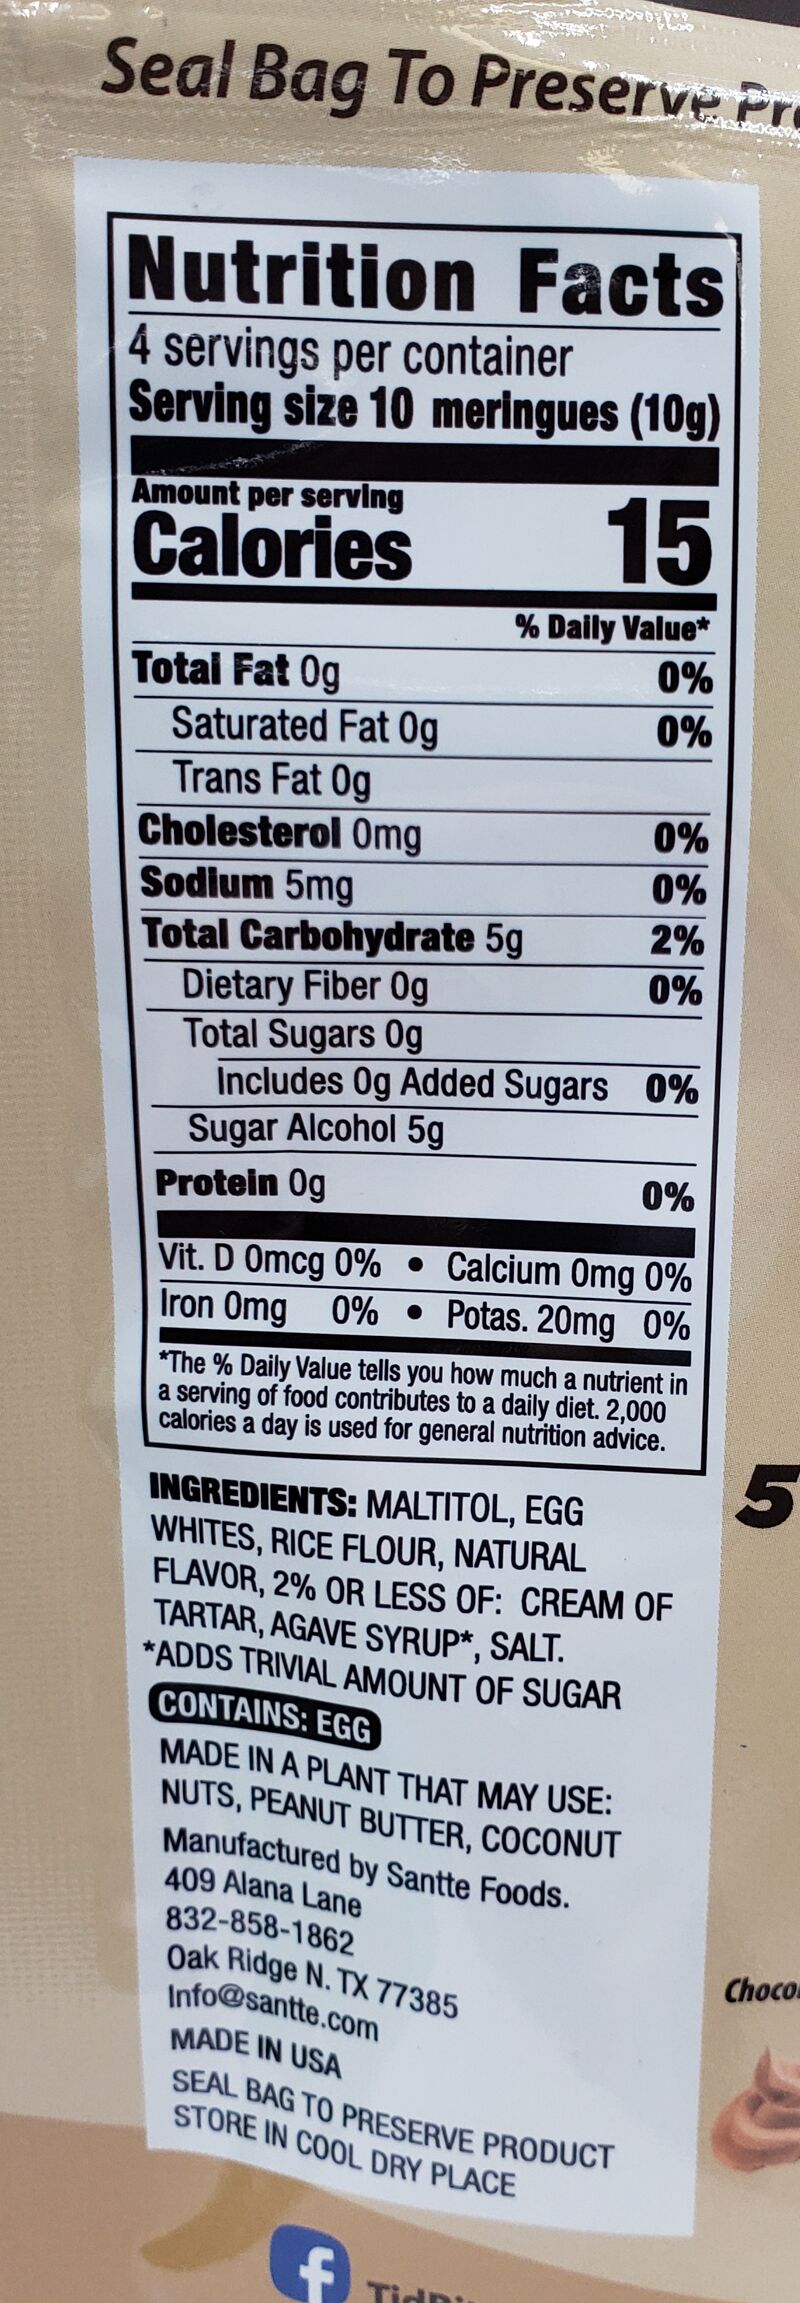 Seal Bag To Preserve
Nutrition Facts
4 servings per container
Serving size 10 meringues (10g)
Amount per serving
Calories 15
% Daily Value*
Total Fat 0g 0%
Saturated Fat 0g 0%
Trans Fat 0g
Cholesterol 0mg 0%
Sodium 5mg 0%
Total Carbohydrate 5g 2%
Dietary Fiber 0g 0%
Total Sugars 0g
Includes 0g Added Sugars 0%
Sugar Alcohol 5g
Protein 0g 0%
Vit. D 0mcg 0% • Calcium 0mg 0%
Iron 0mg 0% • Potas. 20mg 0%
*The % Daily Value tells you how much a nutrient in
a serving of food contributes to a daily diet. 2,000
calories a day is used for general nutrition advice.
INGREDIENTS: MALTITOL, EGG
WHITES, RICE FLOUR, NATURAL
FLAVOR, 2% OR LESS OF: CREAM OF
TARTAR, AGAVE SYRUP*, SALT.
*ADDS TRIVIAL AMOUNT OF SUGAR
CONTAINS: EGG
MADE IN A PLANT THAT MAY USE:
NUTS, PEANUT BUTTER, COCONUT
Manufactured by Santte Foods.
409 Alana Lane
832-858-1862
Oak Ridge N. TX 77385
Info@santte.com
MADE IN USA
SEAL BAG TO PRESERVE PRODUCT
STORE IN COOL DRY PLACE
5
f